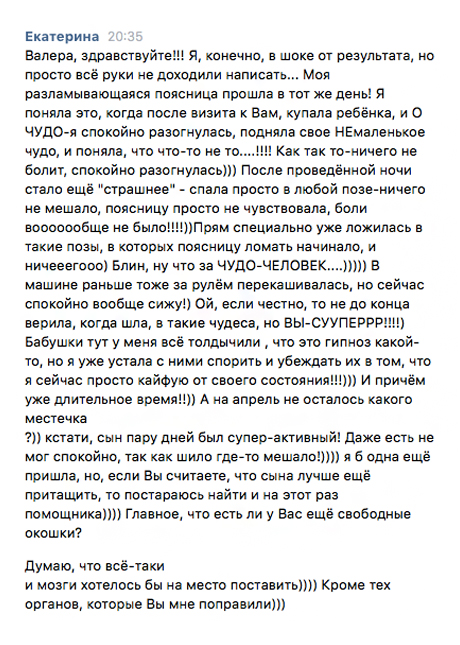 Екатерина 20:35
Валера, здравствуйте!!! Я, конечно, в шоке от результата, но
просто всё руки не доходили написать... Моя
разламывающаяся поясница прошла в тот же день! Я
поняла это, когда после визита к Вам, купала ребёнка, и О
ЧУДО-я спокойно разогнулась, подняла свое НЕмаленькое
чудо, и поняла, что что-то не то....!!!! Как так то-ничего не
болит, спокойно разогнулась))) После проведённой ночи
стало ещё "страшнее" - спала просто в любой позе-ничего
не мешало, поясницу просто не чувствовала, боли
воооооobще не было!!!!))Прям специально уже ложилась в
такие позы, в которых поясницу ломать начинало, и
ничееегооо) Блин, ну что за ЧУДО-ЧЕЛОВЕК....))))) В
машине раньше тоже за рулём перекашивалась, но сейчас
спокойно вообще сижу!) Ой, если честно, то не до конца
верила, когда шла, в такие чудеса, но ВЫ-СУУПЕРРР!!!!)
Бабушки тут у меня всё толдычили , что это гипноз какой-
то, но я уже устала с ними спорить и убеждать их в том, что
я сейчас просто кайфую от своего состояния!!!))) И причём
уже длительное время!!)) А на апрель не осталось какого
местечка
?)) кстати, сын пару дней был супер-активный! Даже есть не
мог спокойно, так как шило где-то мешало!)))) я б одна ещё
пришла, но, если Вы считаете, что сына лучше ещё
притащить, то постараюсь найти и на этот раз
помощника)))) Главное, что есть ли у Вас ещё свободные
окошки?
Думаю, что всё-таки
и мозги хотелось бы на место поставить)))) Кроме тех
органов, которые Вы мне поправили)))